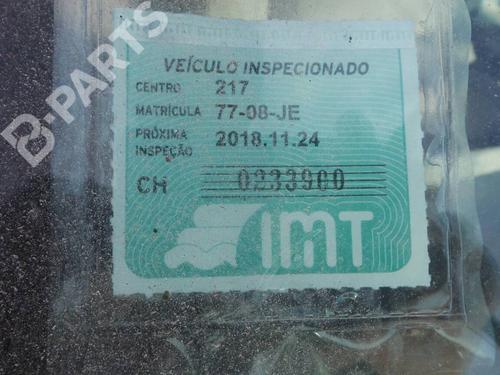 VEÍCULO INSPECIONADO
CENTRO 217
MATRÍCULA 77-08-JE
PRÓXIMA
INSPEÇÃO 2018.11.24
CH 0233900
IMT
B-PARTS